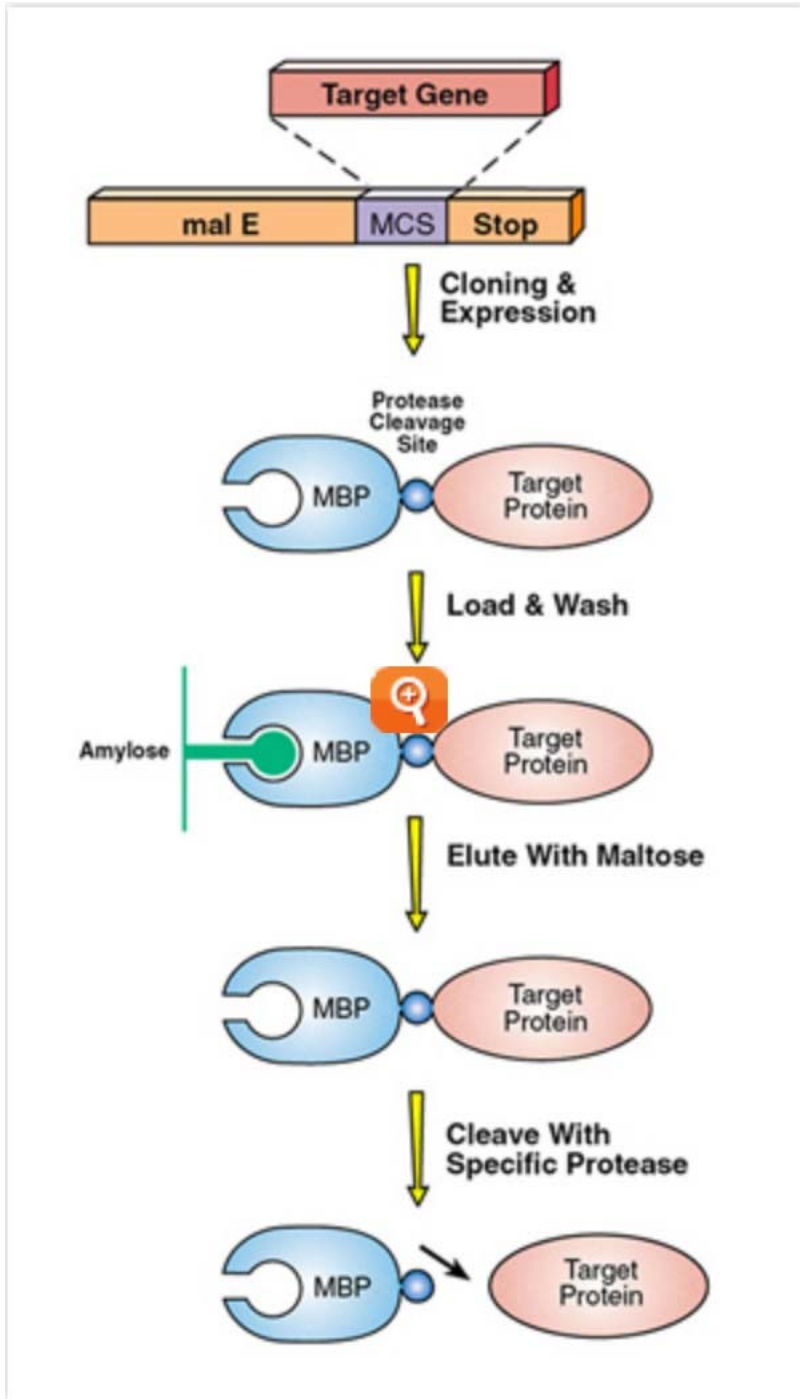 Target Gene
mal E MCS Stop
Cloning &
Expression
Protease
Cleavage
Site
MBP
Target
Protein
Load & Wash
Amylose
MBP
Target
Protein
Elute With Maltose
MBP
Target
Protein
Cleave With
Specific Protease
MBP
Target
Protein